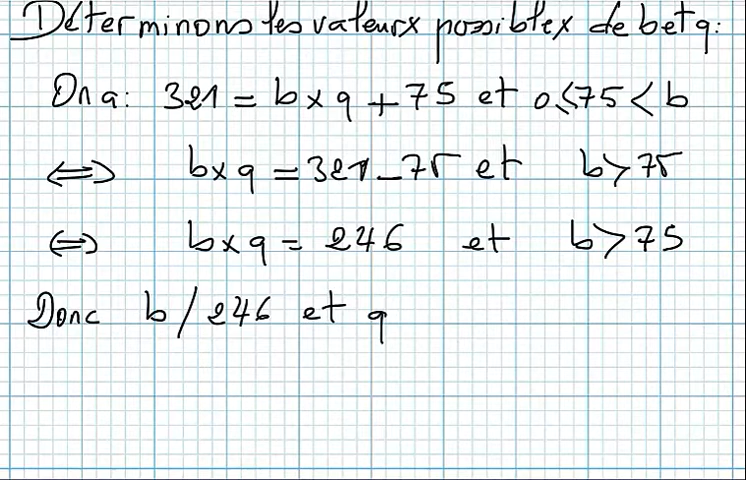 Déterminons les valeurs possibles de b et q:
On a: 321 = b × q + 75 et 0 ≤ 75 < b
⟺ b × q = 321 - 75 et b > 75
⟺ b × q = 246 et b > 75
Donc b / 246 et q